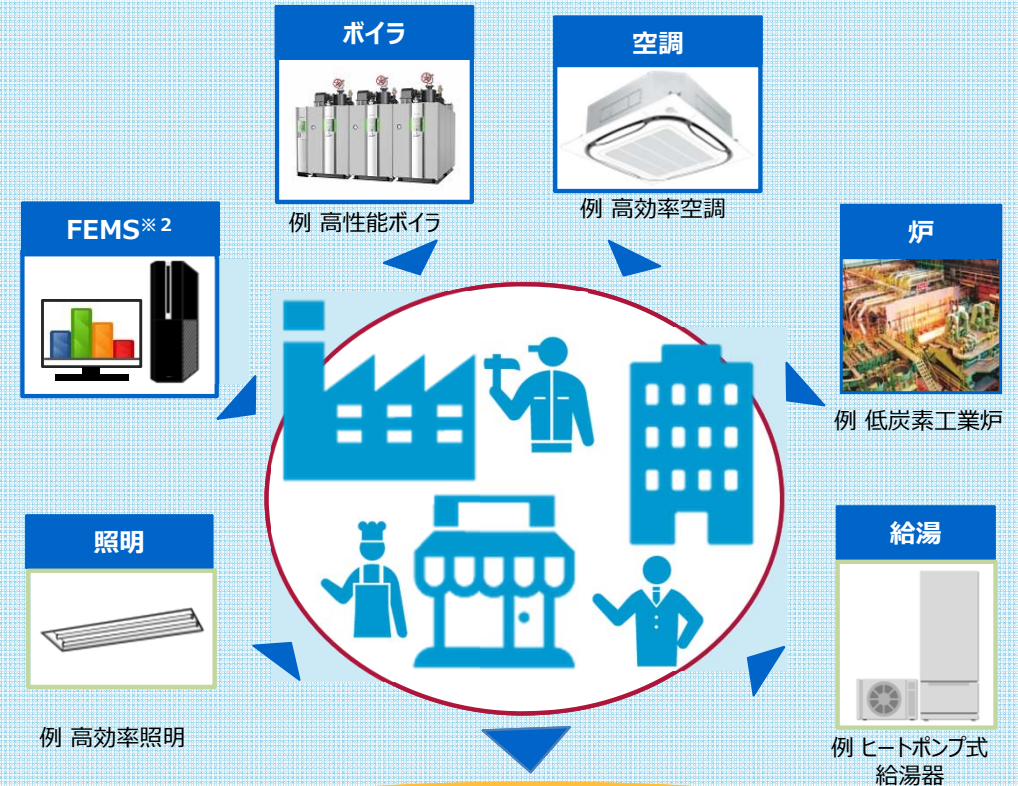 ボイラ
例 高性能ボイラ
空調
例 高効率空調
FEMS※2
炉
例 低炭素工業炉
照明
例 高効率照明
給湯
例 ヒートポンプ式
給湯器